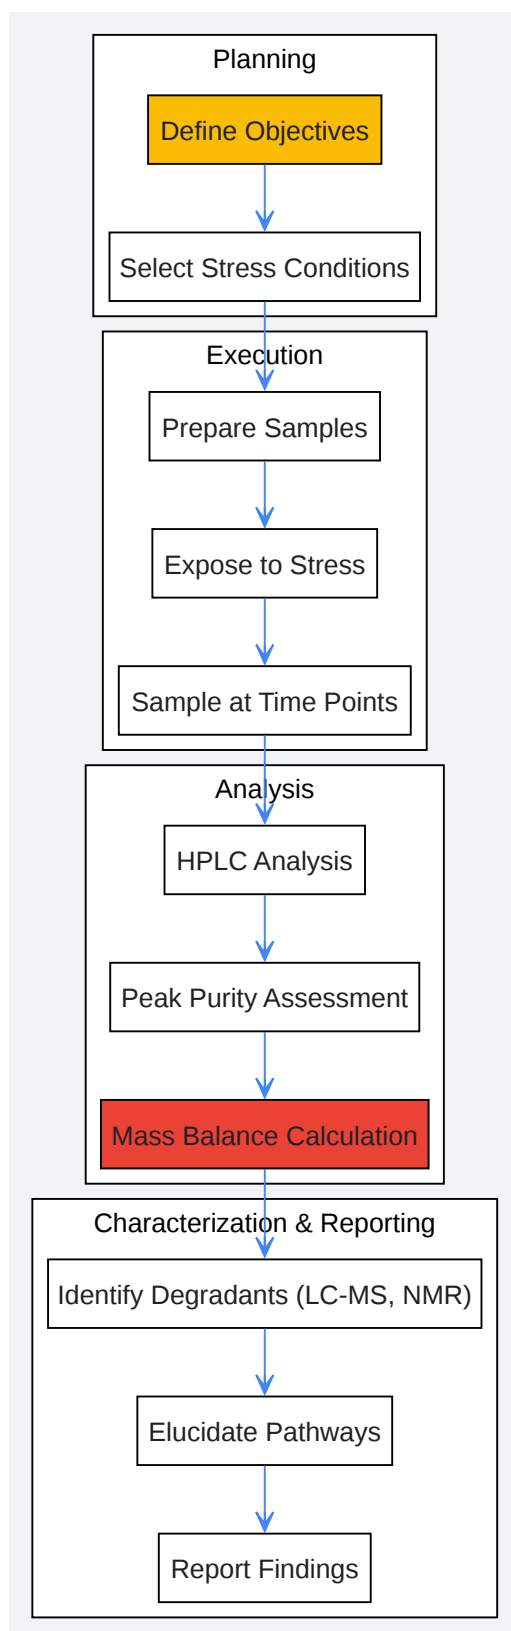 Planning
Define Objectives
Select Stress Conditions
Execution
Prepare Samples
Expose to Stress
Sample at Time Points
Analysis
HPLC Analysis
Peak Purity Assessment
Mass Balance Calculation
Characterization & Reporting
Identify Degradants (LC-MS, NMR)
Elucidate Pathways
Report Findings